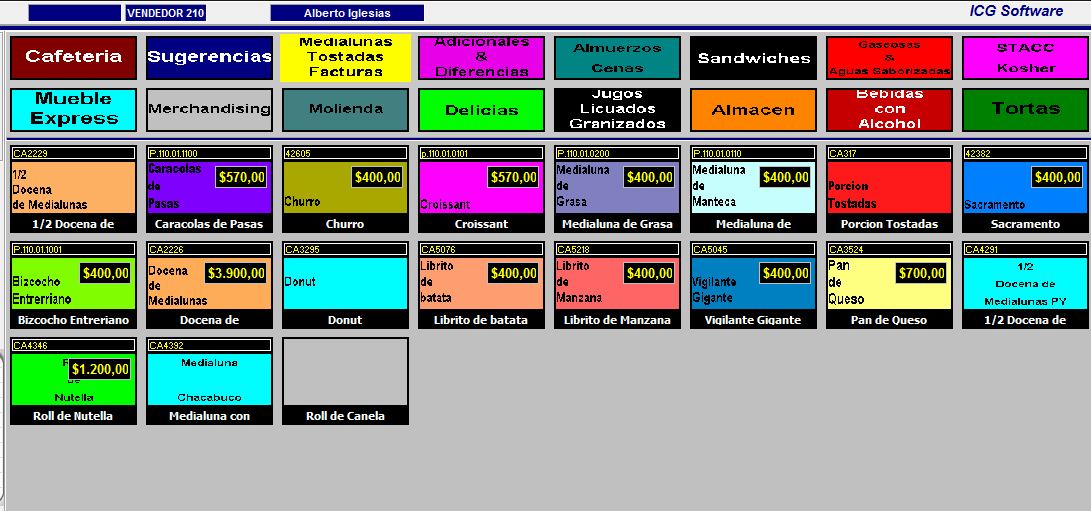 VENDEDOR 210
Alberto Iglesias
ICG Software
Cafeteria
Sugerencias
Medialunas
Tostadas
Facturas
Adicionales
&
Diferencias
Almuerzos
Cenas
Sandwiches
Gaseosas
&
Aguas Saborizadas
STACC
Kosher
Mueble
Express
Merchandising
Molienda
Delicias
Jugos
Licuados
Granizados
Almacen
Bebidas
con
Alcohol
Tortas
CA2229
1/2
Docena
de Medialunas
1/2 Docena de
P.110.01.1100
Caracolas
de
Pasas
$570,00
Caracolas de Pasas
42605
$400,00
Churro
Churro
p.110.01.0101
$570,00
Croissant
Croissant
P.110.01.0200
Medialuna
de
Grasa
$400,00
Medialuna de Grasa
P.110.01.0110
Medialuna
de
Manteca
$400,00
Medialuna de
CA317
Porcion
Tostadas
Porcion Tostadas
42382
$400,00
Sacramento
Sacramento
P.110.01.1001
$400,00
Bizcocho
Entrerriano
Bizcocho Entreriano
CA2226
Docena
de
Medialunas
$3.900,00
Docena de
CA3295
Donut
Donut
CA5076
Librito
de
batata
$400,00
Librito de batata
CA5218
Librito
de
Manzana
$400,00
Librito de Manzana
CA5045
$400,00
Vigilante
Gigante
Vigilante Gigante
CA3524
Pan
de
Queso
$700,00
Pan de Queso
CA4291
1/2
Docena de
Medialunas PY
1/2 Docena de
CA4346
$1.200,00
Nutella
Roll de Nutella
CA4392
Medialuna
Chacabuco
Medialuna con
Roll de Canela